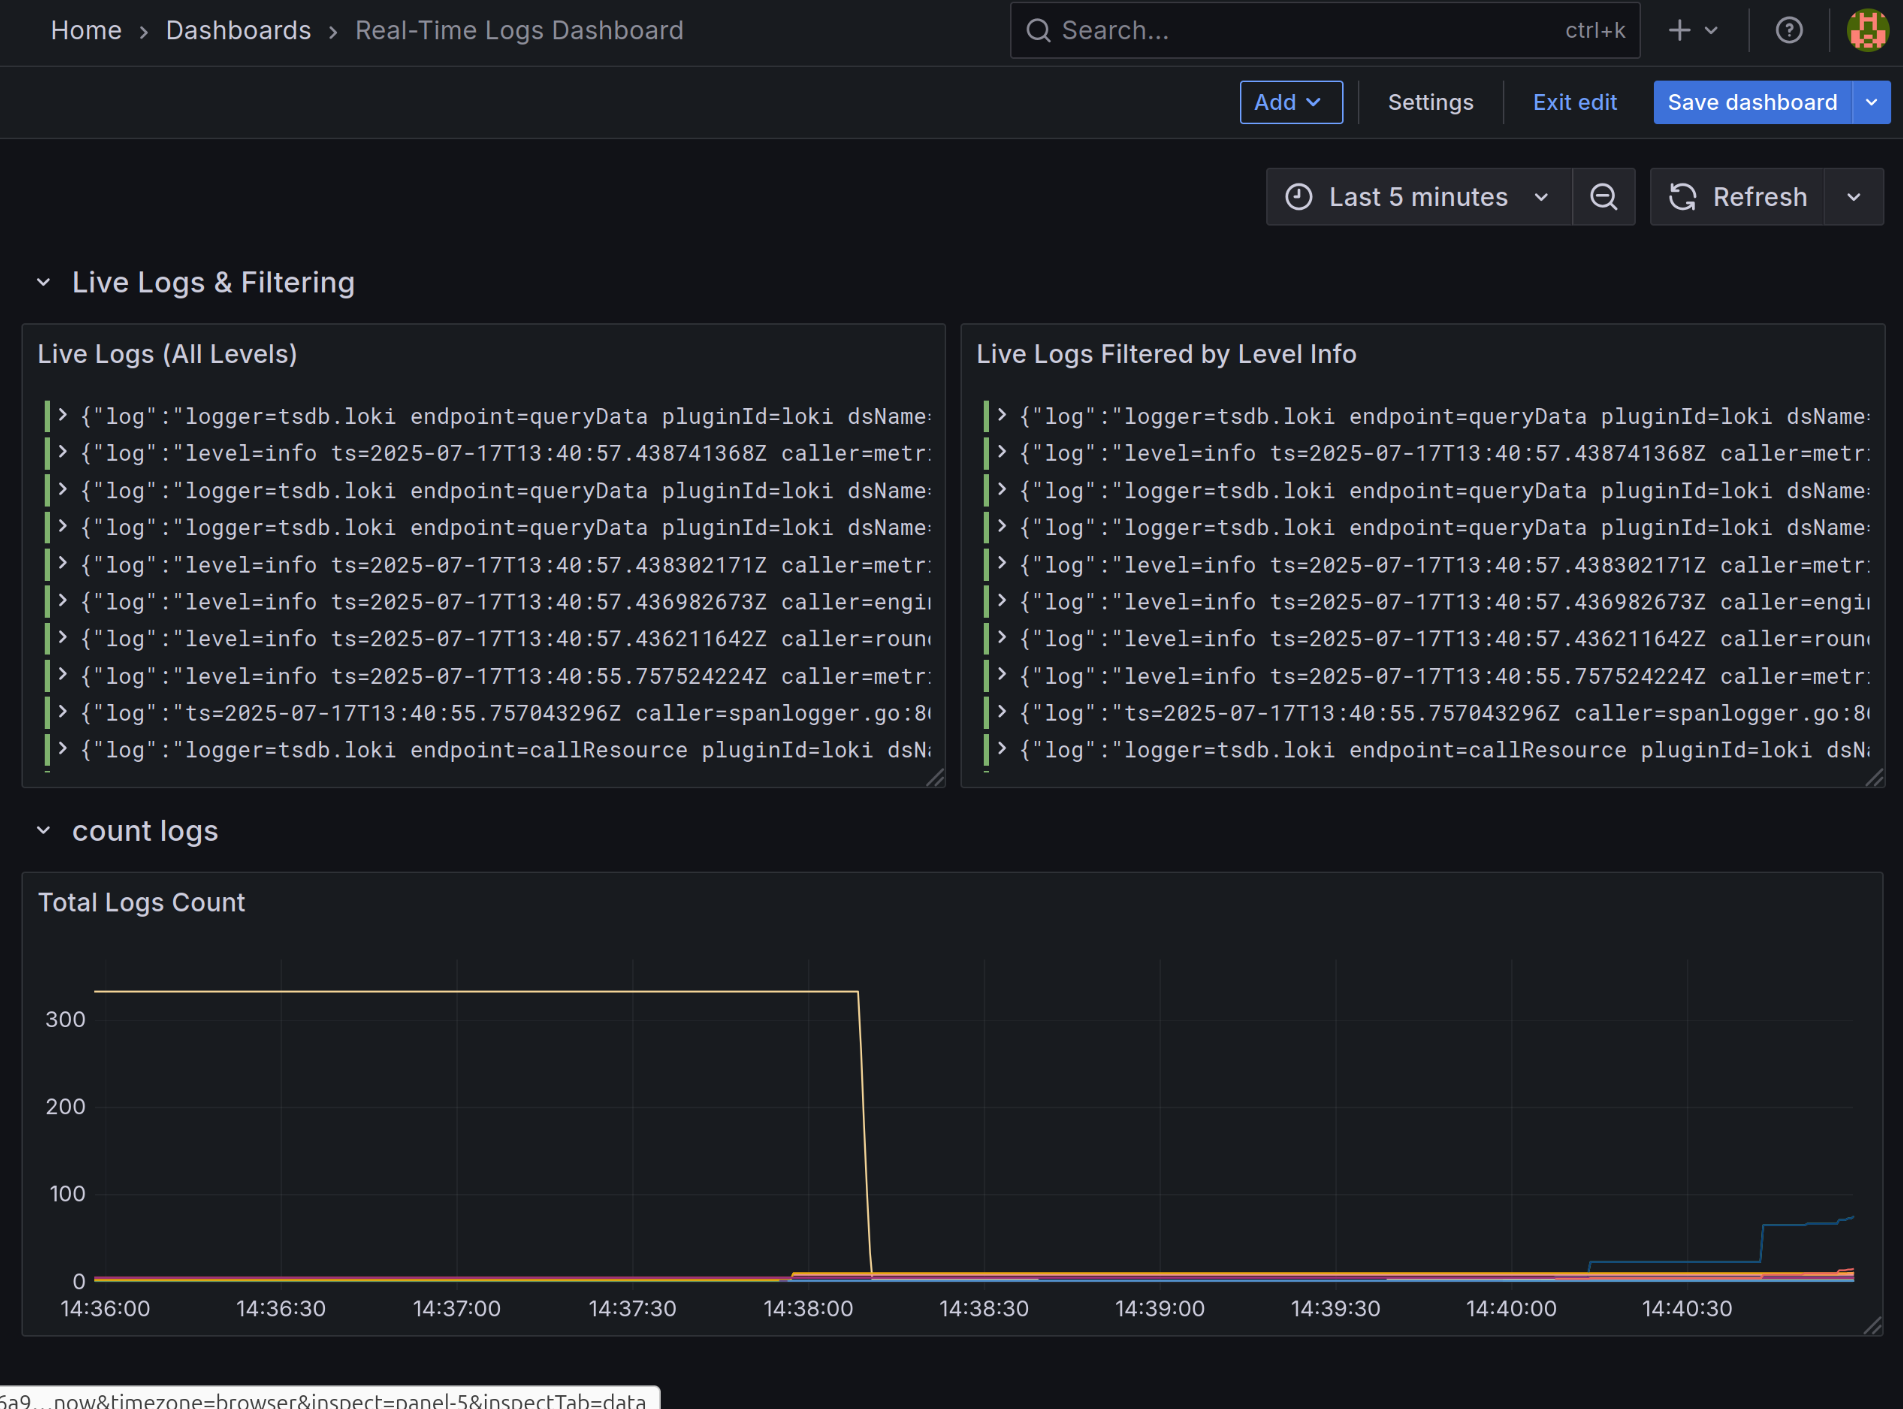 Home › Dashboards › Real-Time Logs Dashboard
Search... ctrl+k
Add Settings Exit edit Save dashboard
Last 5 minutes Refresh
Live Logs & Filtering
Live Logs (All Levels)
{"log":"logger=tsdb.loki endpoint=queryData pluginId=loki dsName=
{"log":"level=info ts=2025-07-17T13:40:57.438741368Z caller=metri
{"log":"logger=tsdb.loki endpoint=queryData pluginId=loki dsName=
{"log":"logger=tsdb.loki endpoint=queryData pluginId=loki dsName=
{"log":"level=info ts=2025-07-17T13:40:57.438302171Z caller=metri
{"log":"level=info ts=2025-07-17T13:40:57.436982673Z caller=engin
{"log":"level=info ts=2025-07-17T13:40:57.436211642Z caller=round
{"log":"level=info ts=2025-07-17T13:40:55.757524224Z caller=metri
{"log":"ts=2025-07-17T13:40:55.757043296Z caller=spanlogger.go:86
{"log":"logger=tsdb.loki endpoint=callResource pluginId=loki dsNa
Live Logs Filtered by Level Info
{"log":"logger=tsdb.loki endpoint=queryData pluginId=loki dsName=
{"log":"level=info ts=2025-07-17T13:40:57.438741368Z caller=metri
{"log":"logger=tsdb.loki endpoint=queryData pluginId=loki dsName=
{"log":"logger=tsdb.loki endpoint=queryData pluginId=loki dsName=
{"log":"level=info ts=2025-07-17T13:40:57.438302171Z caller=metri
{"log":"level=info ts=2025-07-17T13:40:57.436982673Z caller=engin
{"log":"level=info ts=2025-07-17T13:40:57.436211642Z caller=round
{"log":"level=info ts=2025-07-17T13:40:55.757524224Z caller=metri
{"log":"ts=2025-07-17T13:40:55.757043296Z caller=spanlogger.go:86
{"log":"logger=tsdb.loki endpoint=callResource pluginId=loki dsNa
count logs
Total Logs Count
300
200
100
0
14:36:00 14:36:30 14:37:00 14:37:30 14:38:00 14:38:30 14:39:00 14:39:30 14:40:00 14:40:30
6a9…now&timezone=browser&inspect=panel-5&inspectTab=data